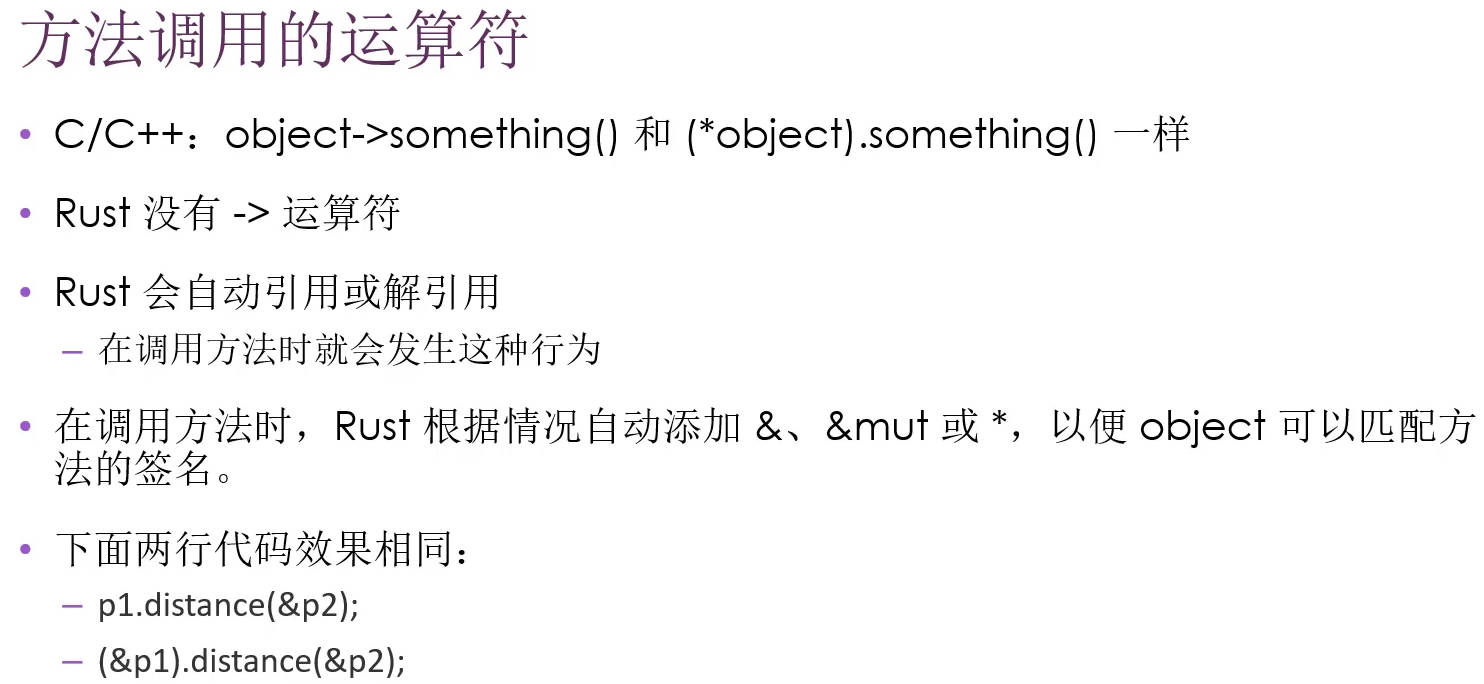 方法调用的运算符
• C/C++：object->something() 和 (*object).something() 一样
• Rust 没有 -> 运算符
• Rust 会自动引用或解引用
– 在调用方法时就会发生这种行为
• 在调用方法时，Rust 根据情况自动添加 &、&mut 或 *，以便 object 可以匹配方
法的签名。
• 下面两行代码效果相同：
– p1.distance(&p2);
– (&p1).distance(&p2);